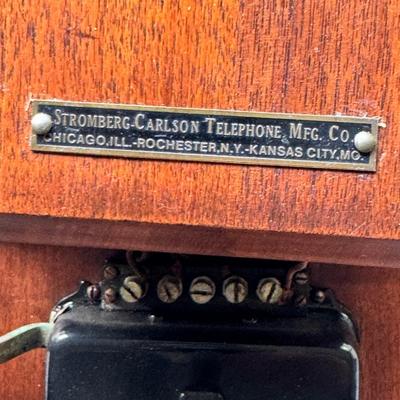 STROMBERG-CARLSON TELEPHONE MFG. CO.
CHICAGO,ILL.-ROCHESTER,N.Y.-KANSAS CITY,MO.